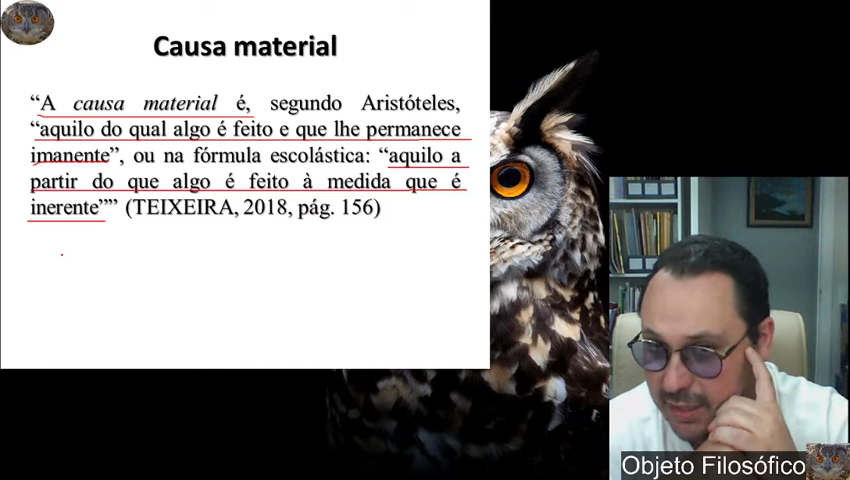 Causa material
“A causa material é, segundo Aristóteles,
“aquilo do qual algo é feito e que lhe permanece
imanente”, ou na fórmula escolástica: “aquilo a
partir do que algo é feito à medida que é
inerente”” (TEIXEIRA, 2018, pág. 156)
Objeto Filosófico